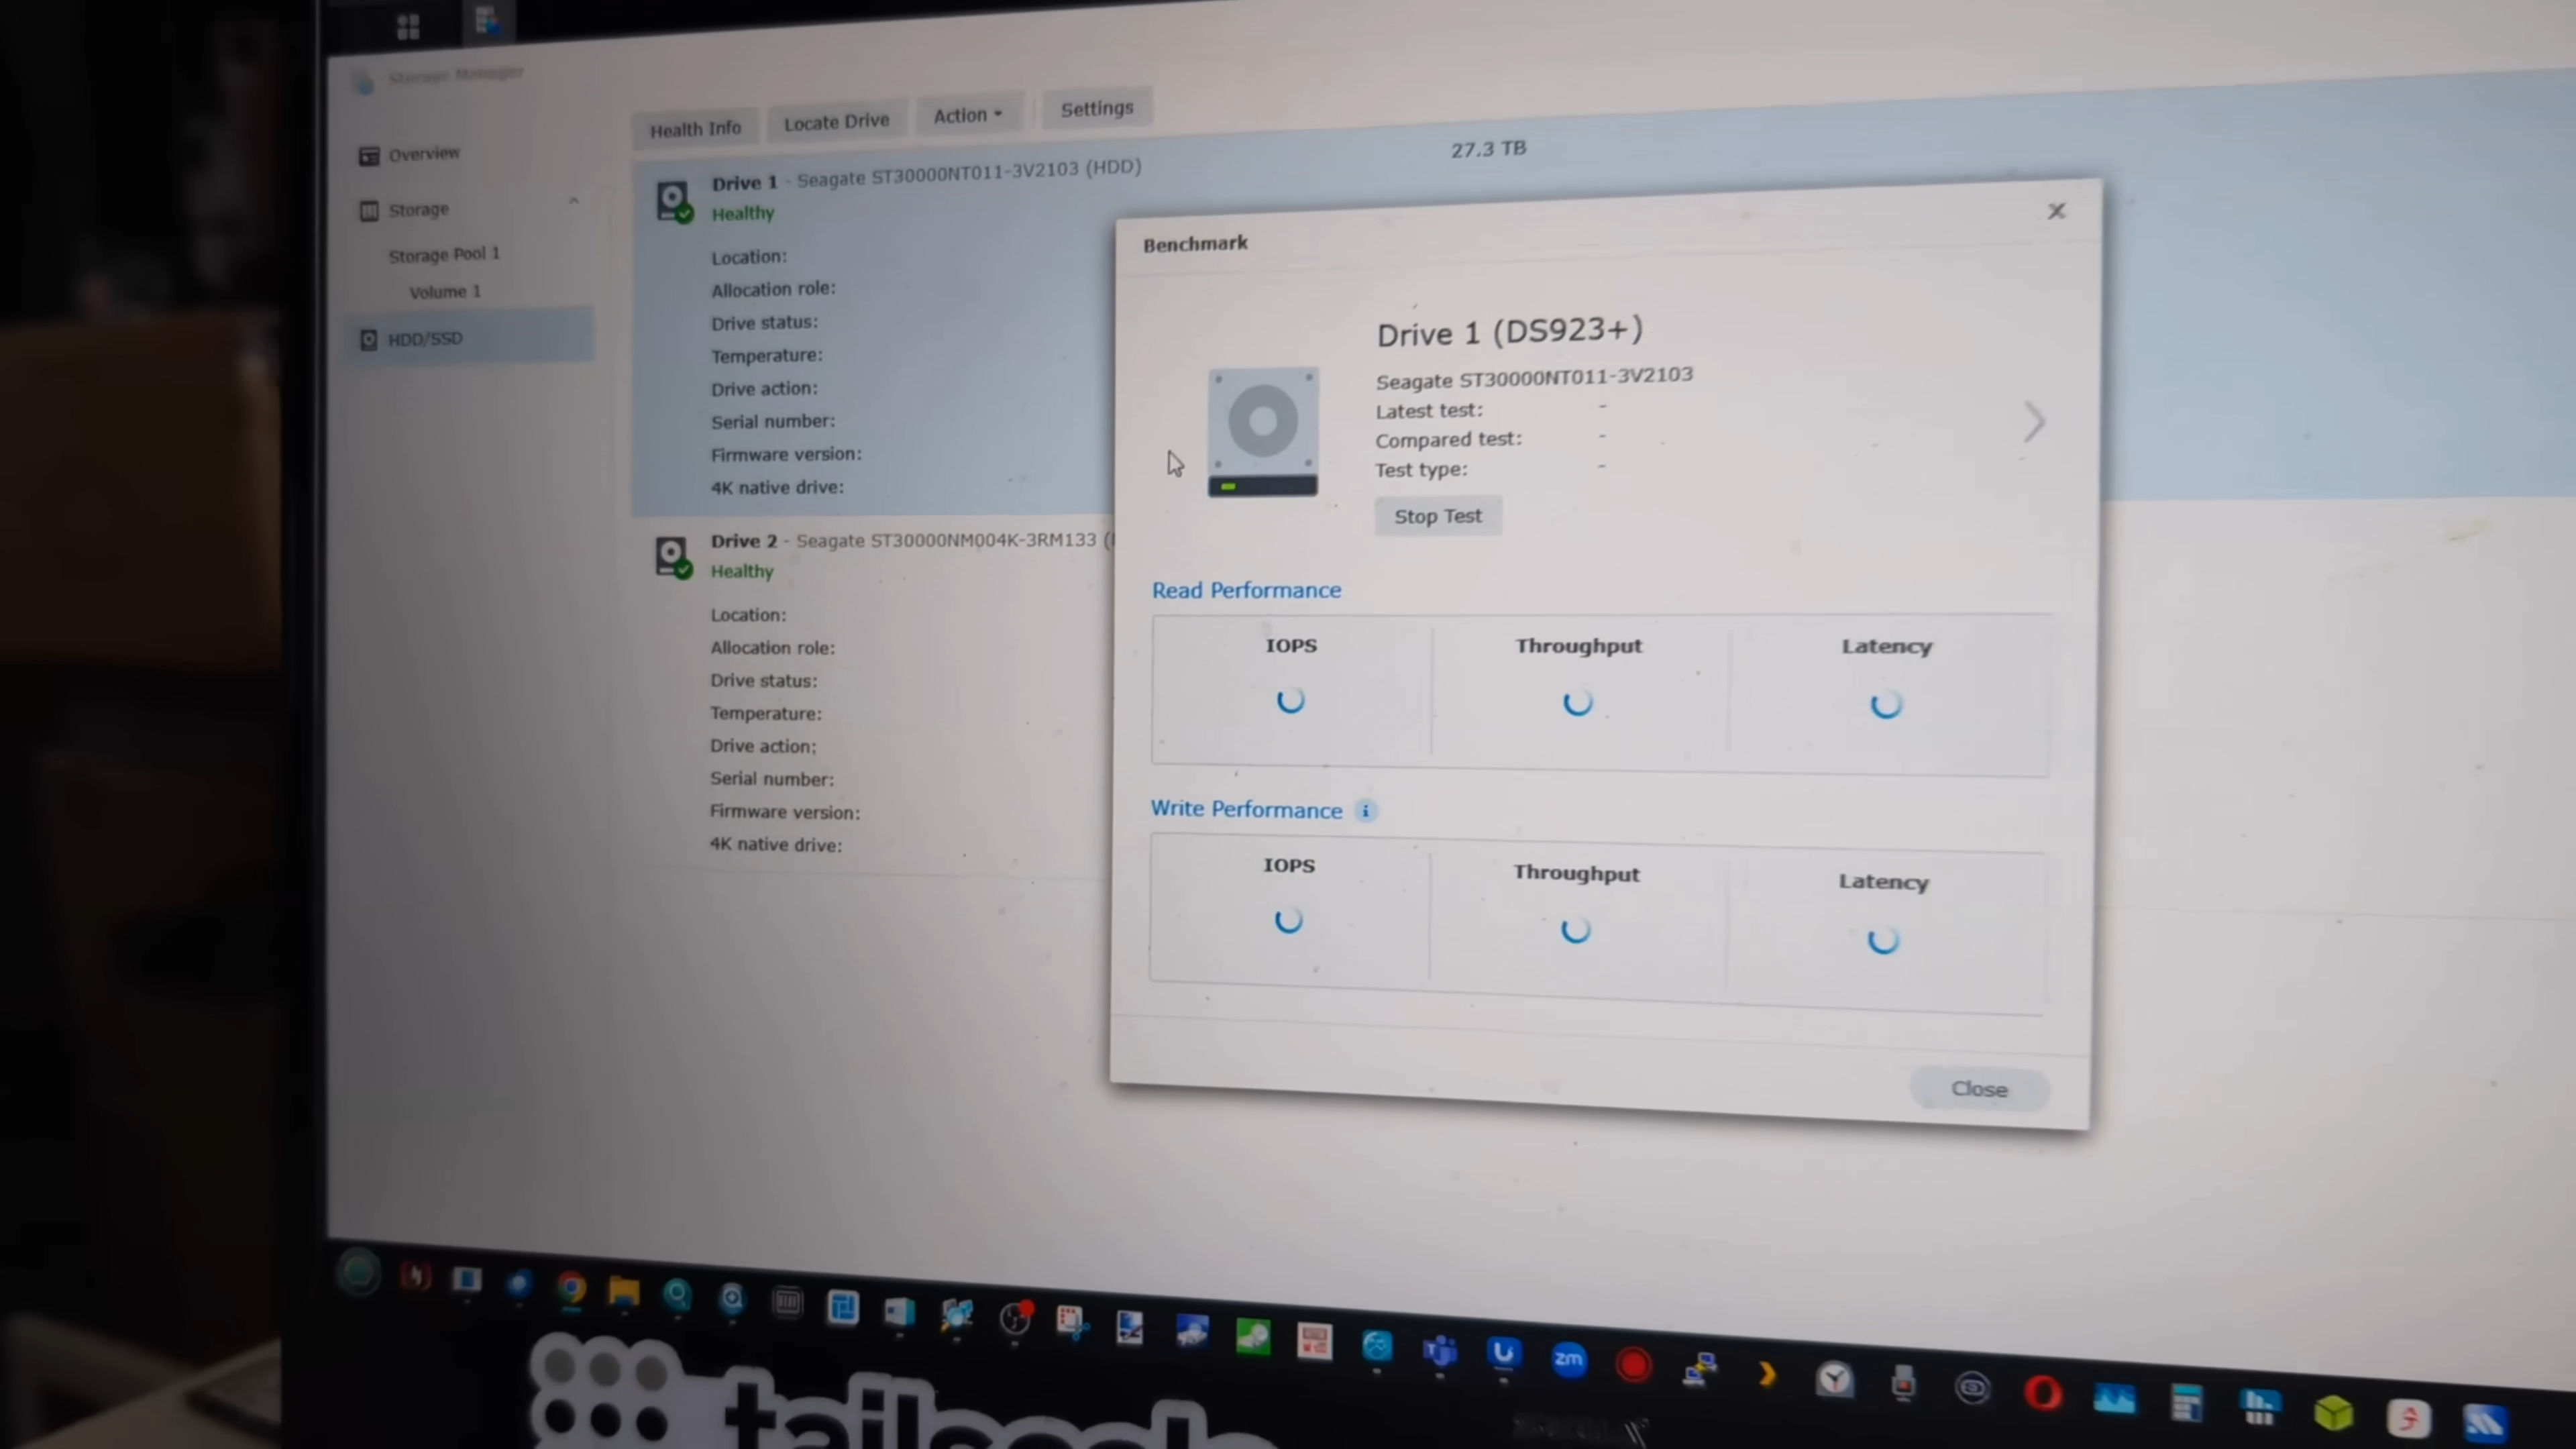 Storage Manager
Overview
Storage
Storage Pool 1
Volume 1
HDD/SSD
Health Info
Locate Drive
Action
Settings
Drive 1 - Seagate ST30000NT011-3V2103 (HDD)
27.3 TB
Healthy
Location:
Allocation role:
Drive status:
Temperature:
Drive action:
Serial number:
Firmware version:
4K native drive:
Drive 2 - Seagate ST30000NM004K-3RM133 (
Healthy
Location:
Allocation role:
Drive status:
Temperature:
Drive action:
Serial number:
Firmware version:
4K native drive:
Benchmark
Drive 1 (DS923+)
Seagate ST30000NT011-3V2103
Latest test: -
Compared test: -
Test type: -
Stop Test
Read Performance
IOPS
Throughput
Latency
Write Performance
IOPS
Throughput
Latency
Close
zm
tailscale